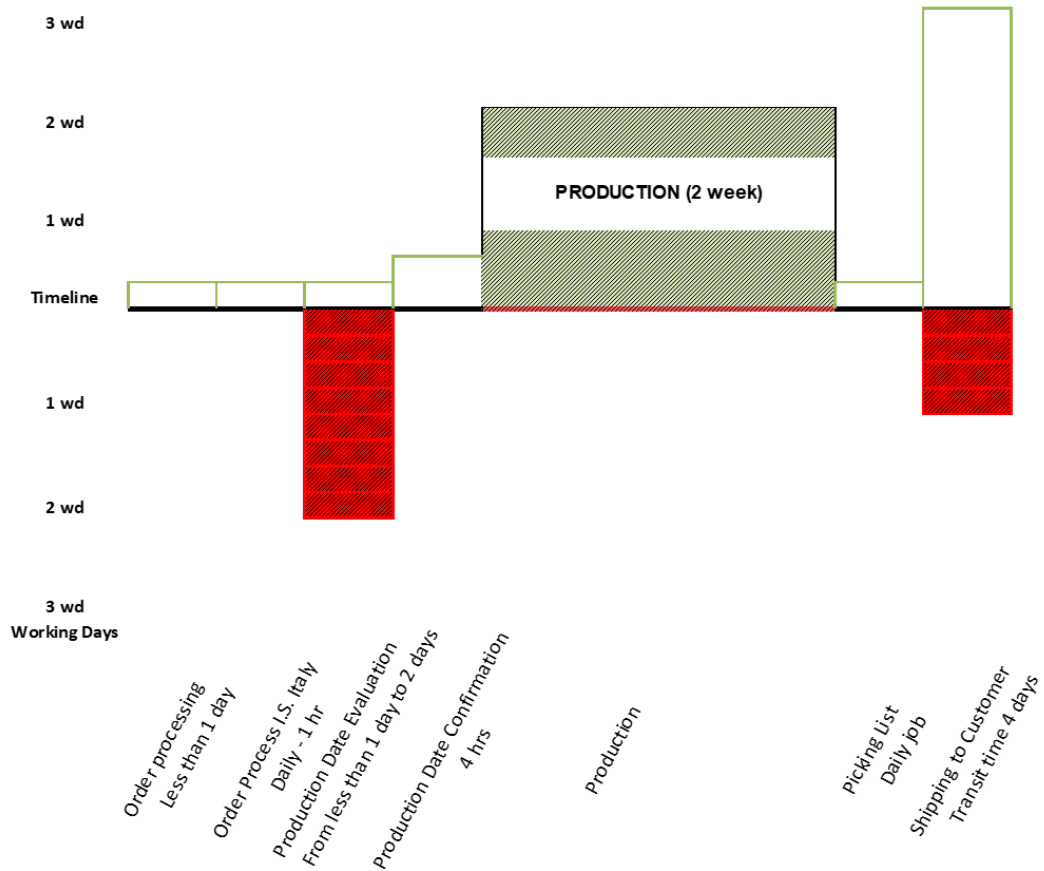 3 wd
2 wd
PRODUCTION (2 week)
1 wd
Timeline
1 wd
2 wd
3 wd
Working Days
Order processing
Less than 1 day
Order Process I.S. Italy
Daily - 1 hr
Production Date Evaluation
From less than 1 day to 2 days
Production Date Confirmation
4 hrs
Production
Picking List
Daily job
Shipping to Customer
Transit time 4 days